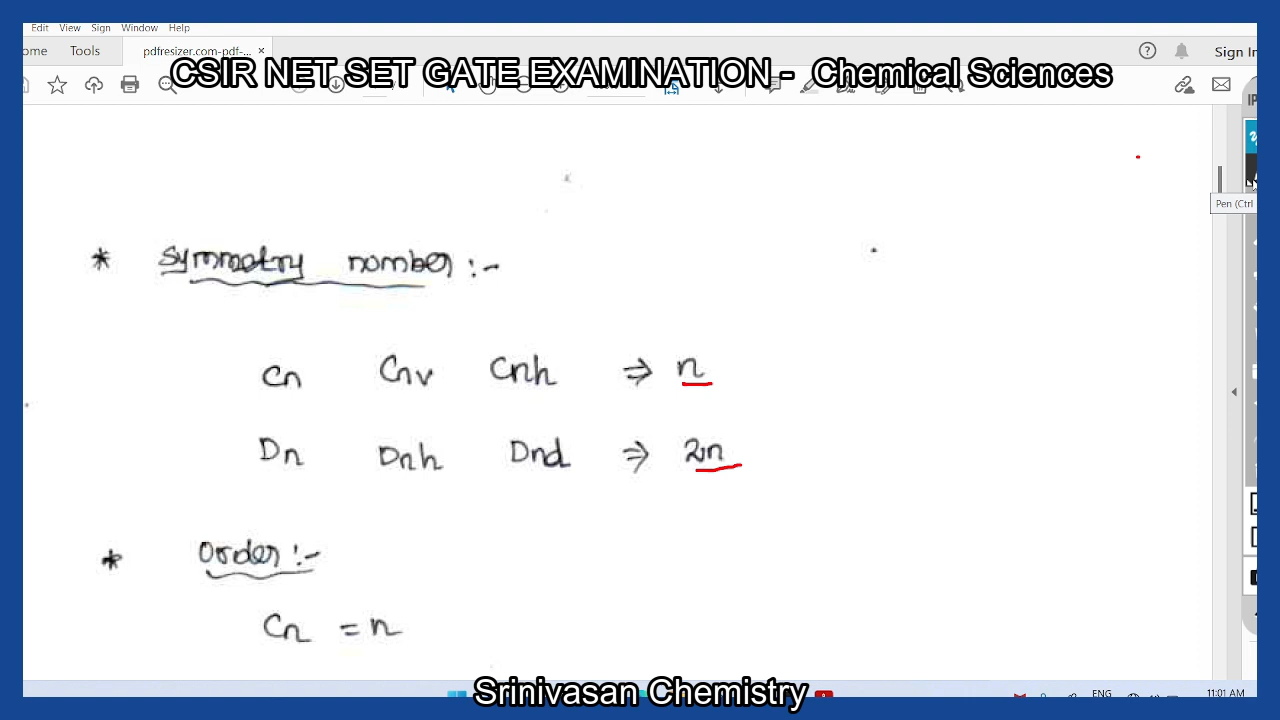 Edit View Sign Window Help
ome Tools pdfresizer.com-pdf-... × Sign In
CSIR NET SET GATE EXAMINATION - Chemical Sciences
Pen (Ctrl
* Symmetry number :-
Cn Cnv Cnh ⇒ n
Dn Dnh Dnd ⇒ 2n
* Order :-
Cn = n
Srinivasan Chemistry
ENG 11:01 AM